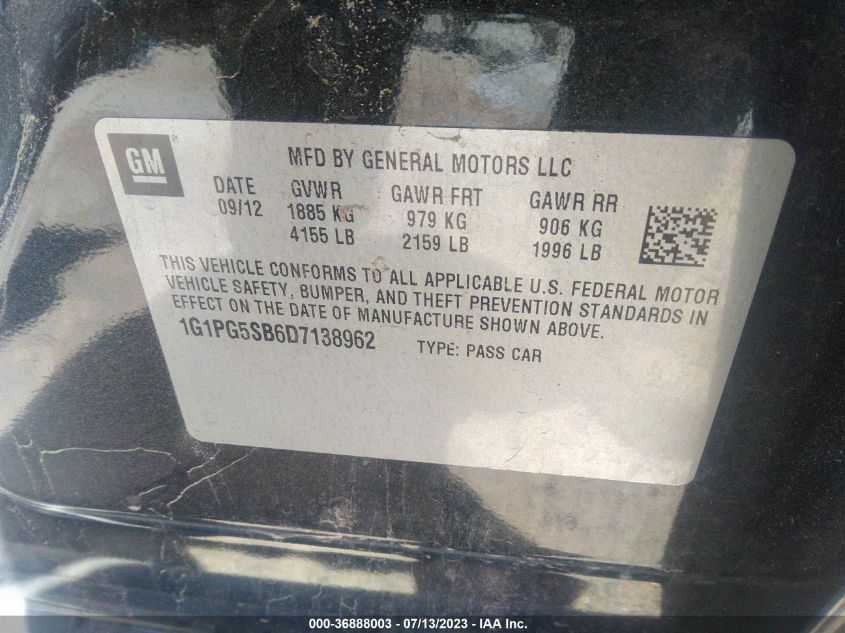 GM®
MFD BY GENERAL MOTORS LLC
DATE GVWR GAWR FRT GAWR RR
09/12 1885 KG 979 KG 906 KG
4155 LB 2159 LB 1996 LB
THIS VEHICLE CONFORMS TO ALL APPLICABLE U.S. FEDERAL MOTOR
VEHICLE SAFETY, BUMPER, AND THEFT PREVENTION STANDARDS IN
EFFECT ON THE DATE OF MANUFACTURE SHOWN ABOVE.
1G1PG5SB6D7138962 TYPE: PASS CAR
000-36888003 - 07/13/2023 - IAA Inc.